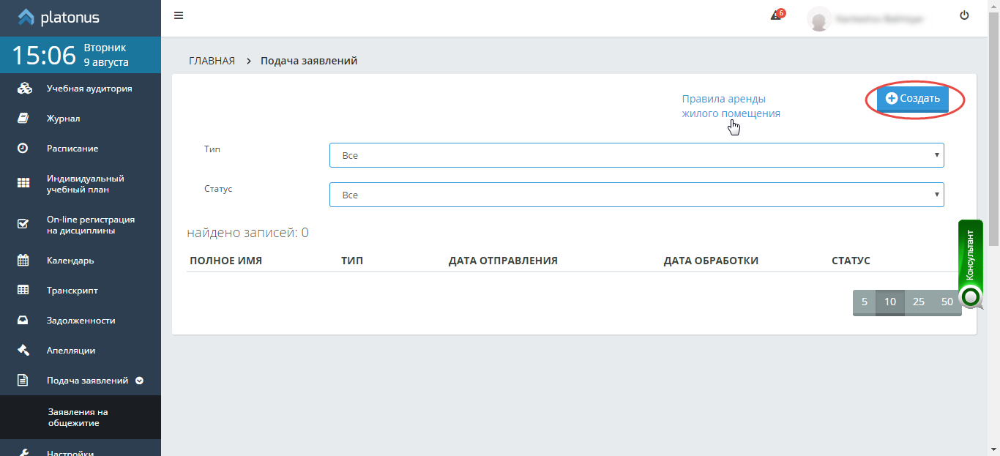 platonus
6
15:06
Вторник
9 августа
ГЛАВНАЯ > Подача заявлений
Учебная аудитория
Журнал
Расписание
Индивидуальный
учебный план
On-line регистрация
на дисциплины
Календарь
Транскрипт
Задолженности
Апелляции
Подача заявлений
Заявления на
общежитие
Настройки
Правила аренды
жилого помещения
Создать
Тип
Все
Статус
Все
найдено записей: 0
ПОЛНОЕ ИМЯ ТИП ДАТА ОТПРАВЛЕНИЯ ДАТА ОБРАБОТКИ СТАТУС
5 10 25 50
Консультант